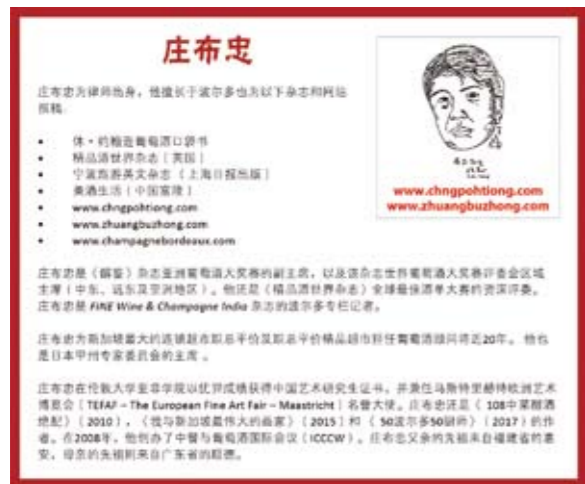 庄布忠
庄布忠为律师出身，他擅长于波尔多也为以下杂志和网站
撰稿：
• 休·约翰逊葡萄酒口袋书
• 精品酒世界杂志（英国）
• 宁波旅游英文杂志（上海日报出版）
• 美酒生活（中国富隆）
• www.chngpohtiong.com
• www.zhuangbuzhong.com
• www.champagnebordeaux.com
www.chngpohtiong.com
www.zhuangbuzhong.com
庄布忠是《醇鉴》杂志亚洲葡萄酒大奖赛的副主席，以及该杂志世界葡萄酒大奖赛评委会区域
主席（中东、远东及亚洲地区）。他还是《精品酒世界杂志》全球最佳酒单大赛的资深评委。
庄布忠是 FINE Wine & Champagne India 杂志的波尔多专栏记者。
庄布忠为新加坡最大的连锁超市职总平价及职总平价精品超市担任葡萄酒顾问将近20年。 他也
是日本甲州专家委员会的主席 。
庄布忠在伦敦大学亚非学院以优异成绩获得中国艺术研究生证书，并兼任马斯特里赫特欧洲艺术
博览会（TEFAF – The European Fine Art Fair – Maastricht）名誉大使。庄布忠还是《 108中菜醇酒
绝配》（2010），《我与新加坡最伟大的画家》（2015）和 《 50波尔多50厨师》（2017）的作
者。在2008年，他创办了中餐与葡萄酒国际会议（ICCCW）。庄布忠父亲的先祖来自福建省的惠
安，母亲的先祖则来自广东省的顺德。